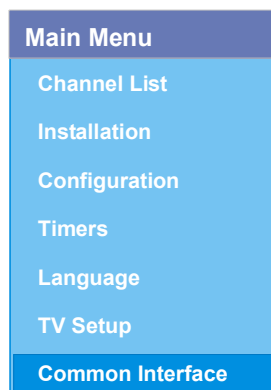 Main Menu
Channel List
Installation
Configuration
Timers
Language
TV Setup
Common Interface